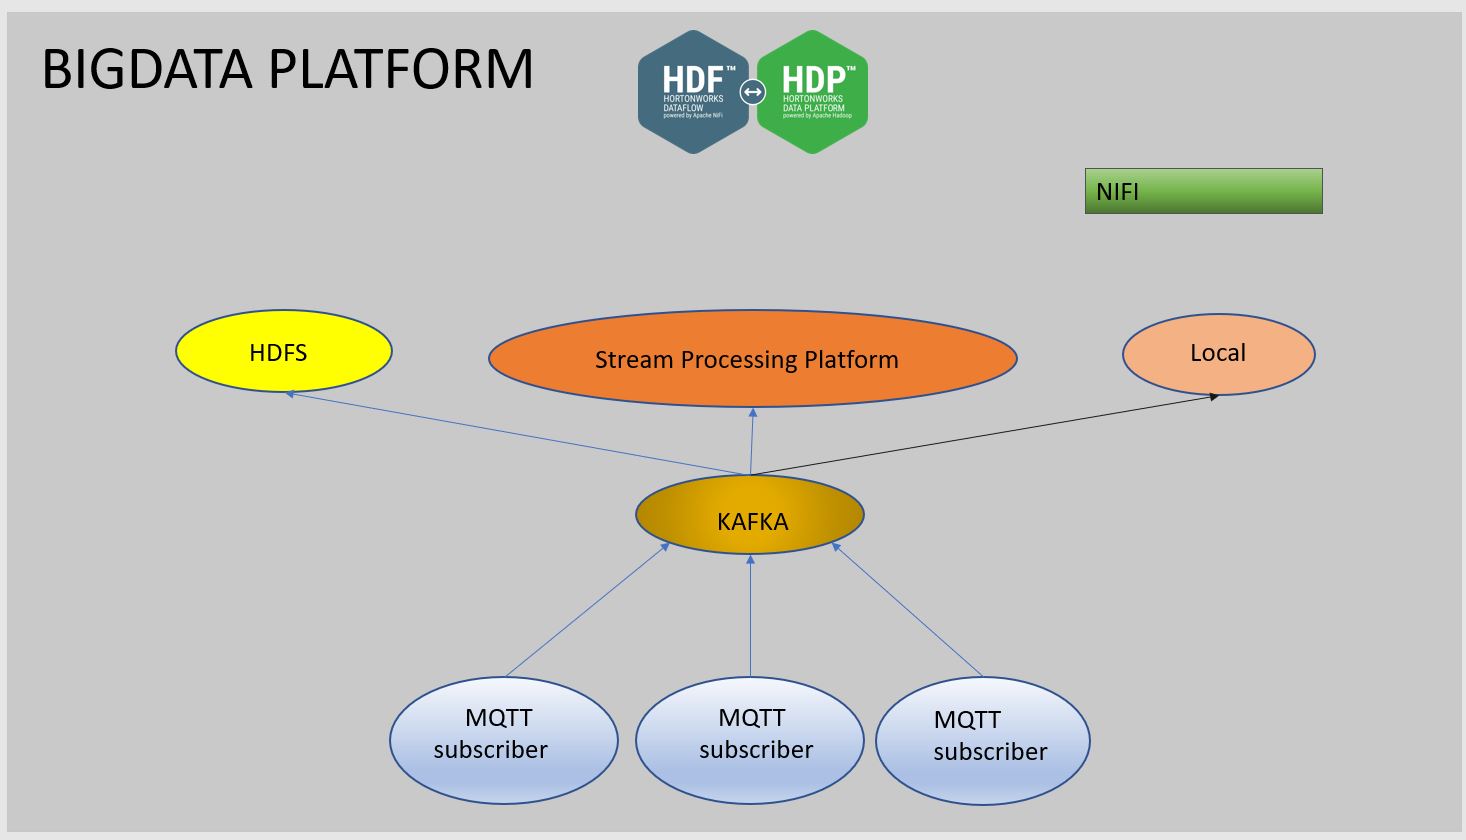 BIGDATA PLATFORM
HDF™
HORTONWORKS
DATAFLOW
powered by Apache NiFi
HDP™
HORTONWORKS
DATA PLATFORM
powered by Apache Hadoop
NIFI
HDFS
Stream Processing Platform
Local
KAFKA
MQTT
subscriber
MQTT
subscriber
MQTT
subscriber